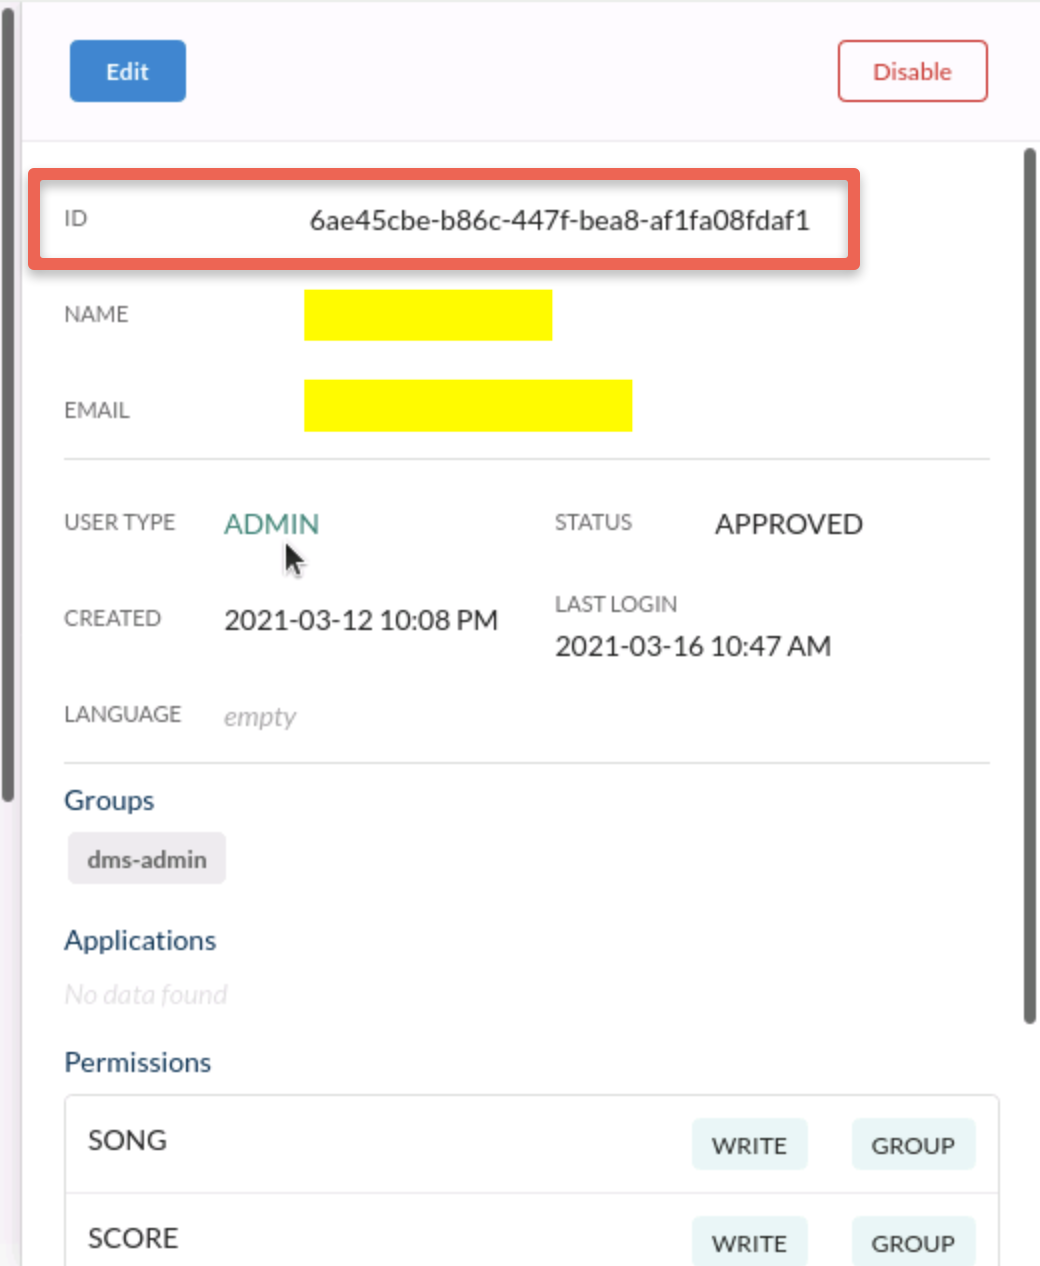 Edit Disable
ID 6ae45cbe-b86c-447f-bea8-af1fa08fdaf1
NAME
EMAIL
USER TYPE ADMIN STATUS APPROVED
CREATED 2021-03-12 10:08 PM LAST LOGIN
2021-03-16 10:47 AM
LANGUAGE empty
Groups
dms-admin
Applications
No data found
Permissions
SONG WRITE GROUP
SCORE WRITE GROUP